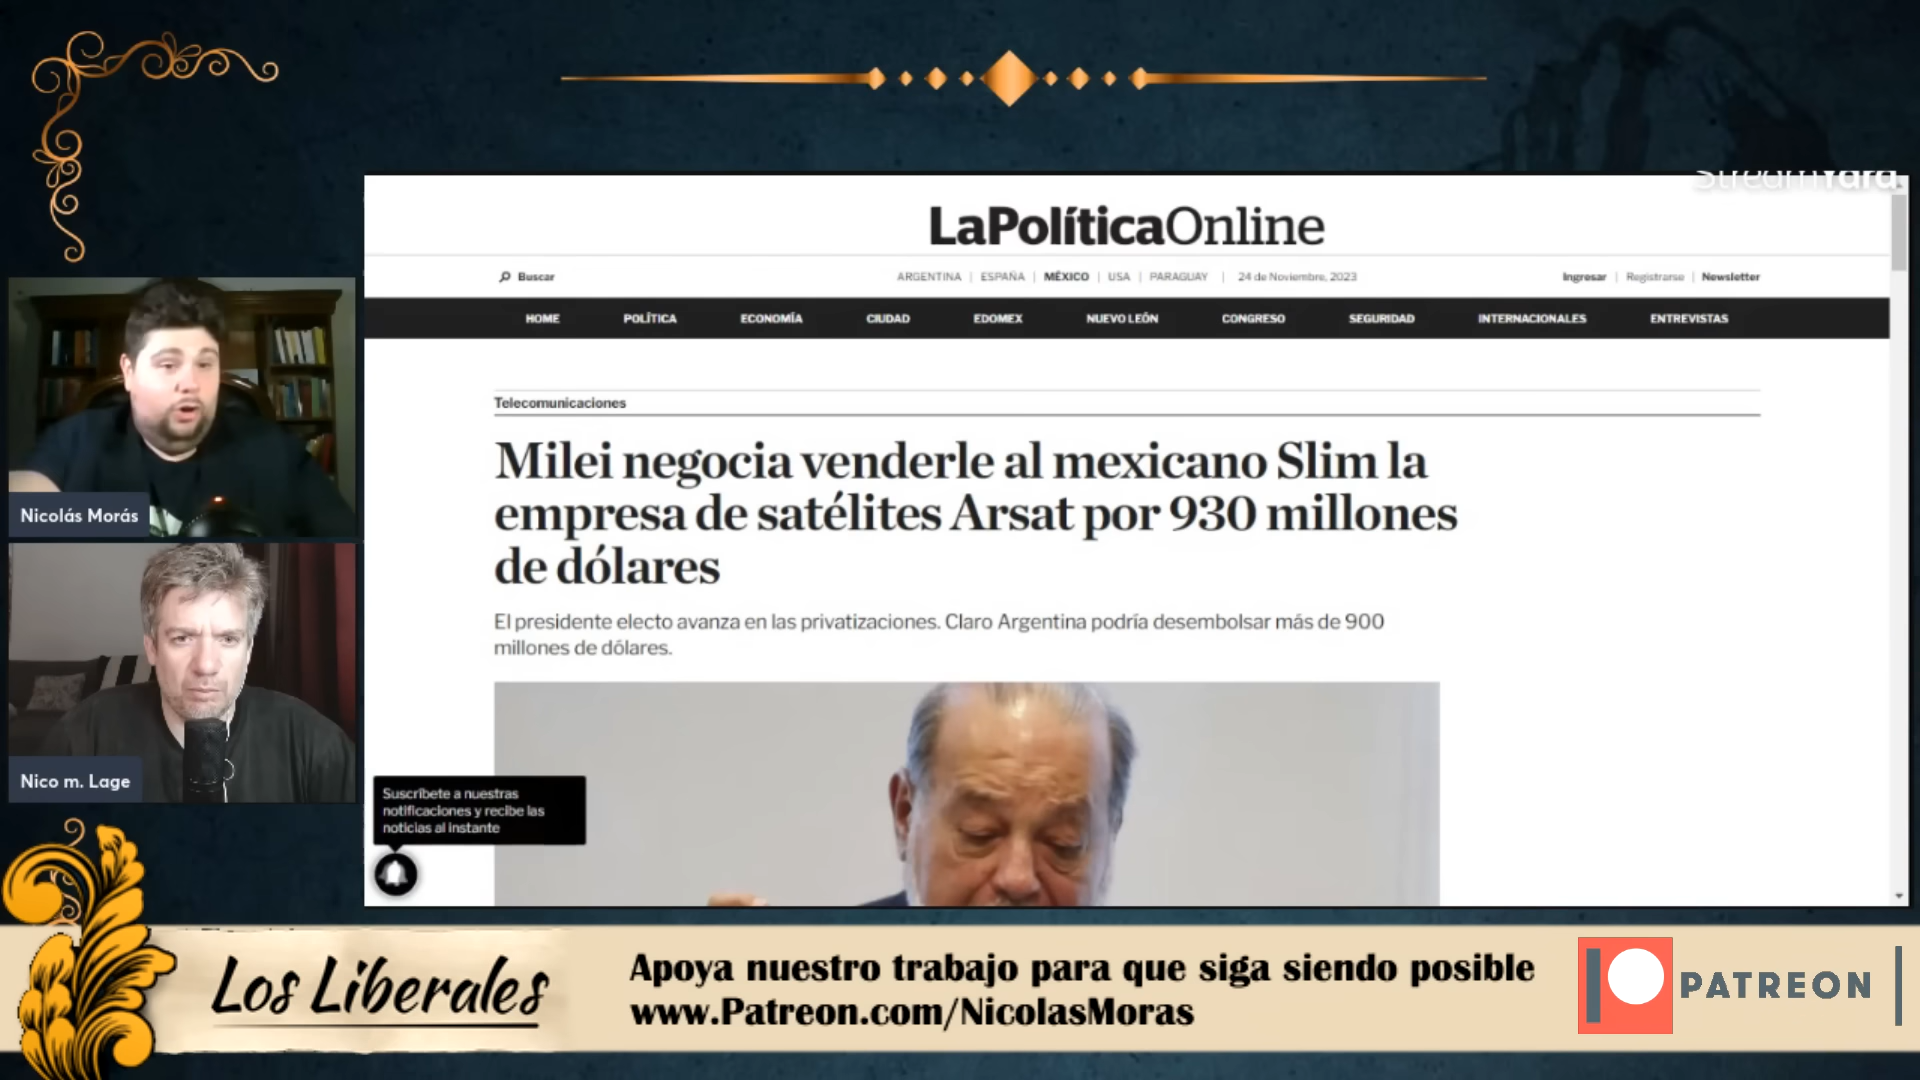 StreamYard
LaPolíticaOnline
Buscar
ARGENTINA | ESPAÑA | MÉXICO | USA | PARAGUAY | 24 de Noviembre, 2023
Ingresar | Registrarse | Newsletter
HOME POLÍTICA ECONOMÍA CIUDAD EDOMEX NUEVO LEÓN CONGRESO SEGURIDAD INTERNACIONALES ENTREVISTAS
Telecomunicaciones
Milei negocia venderle al mexicano Slim la
empresa de satélites Arsat por 930 millones
de dólares
El presidente electo avanza en las privatizaciones. Claro Argentina podría desembolsar más de 900
millones de dólares.
Nicolás Morás
Nico m. Lage
Suscríbete a nuestras
notificaciones y recibe las
noticias al instante
Los Liberales
Apoya nuestro trabajo para que siga siendo posible
www.Patreon.com/NicolasMoras
PATREON